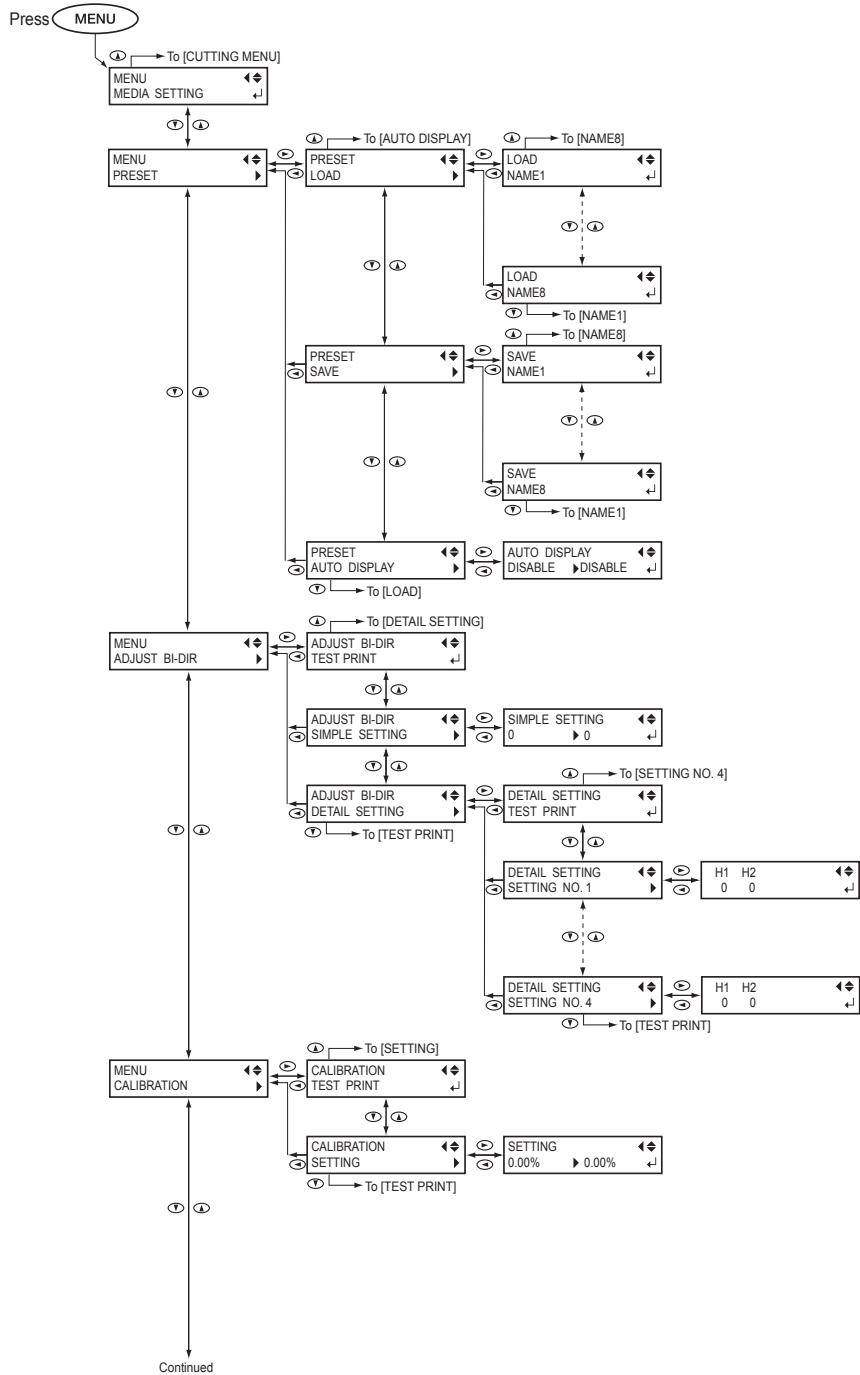 Press MENU
To [CUTTING MENU]
MENU
MEDIA SETTING
To [AUTO DISPLAY]
To [NAME8]
MENU
PRESET
PRESET
LOAD
LOAD
NAME1
LOAD
NAME8
To [NAME1]
To [NAME8]
PRESET
SAVE
SAVE
NAME1
SAVE
NAME8
To [NAME1]
PRESET
AUTO DISPLAY
AUTO DISPLAY
DISABLE DISABLE
To [LOAD]
To [DETAIL SETTING]
MENU
ADJUST BI-DIR
ADJUST BI-DIR
TEST PRINT
ADJUST BI-DIR
SIMPLE SETTING
SIMPLE SETTING
0 0
To [SETTING NO. 4]
ADJUST BI-DIR
DETAIL SETTING
DETAIL SETTING
TEST PRINT
To [TEST PRINT]
DETAIL SETTING
SETTING NO. 1
H1 H2
0 0
DETAIL SETTING
SETTING NO. 4
H1 H2
0 0
To [TEST PRINT]
To [SETTING]
MENU
CALIBRATION
CALIBRATION
TEST PRINT
CALIBRATION
SETTING
SETTING
0.00% 0.00%
To [TEST PRINT]
Continued